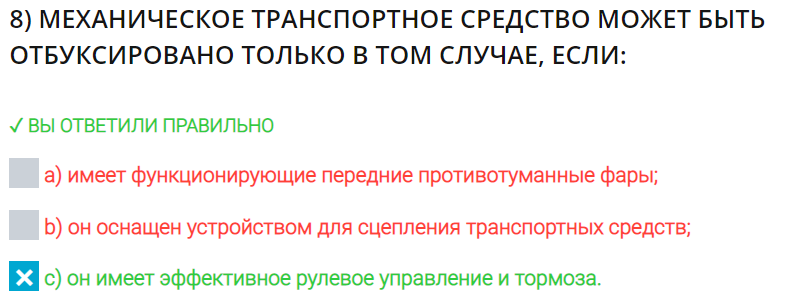 8) МЕХАНИЧЕСКОЕ ТРАНСПОРТНОЕ СРЕДСТВО МОЖЕТ БЫТЬ
ОТБУКСИРОВАНО ТОЛЬКО В ТОМ СЛУЧАЕ, ЕСЛИ:
✓ ВЫ ОТВЕТИЛИ ПРАВИЛЬНО
a) имеет функционирующие передние противотуманные фары;
b) он оснащен устройством для сцепления транспортных средств;
c) он имеет эффективное рулевое управление и тормоза.